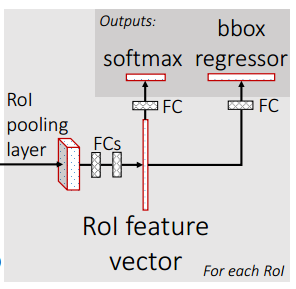 Outputs:
softmax
bbox
regressor
FC
FC
RoI
pooling
layer
FCs
RoI feature
vector
For each RoI